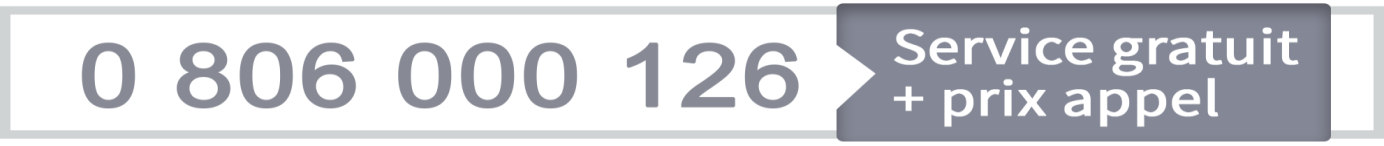 0 806 000 126
Service gratuit
+ prix appel